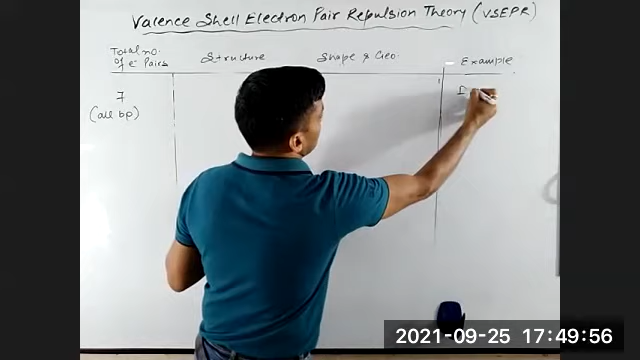 Valence Shell Electron Pair Repulsion Theory (VSEPR)
Total no. of e⁻ Pairs
Structure
Shape & Geo.
Example
7
(all bp)
I
2021-09-25 17:49:56